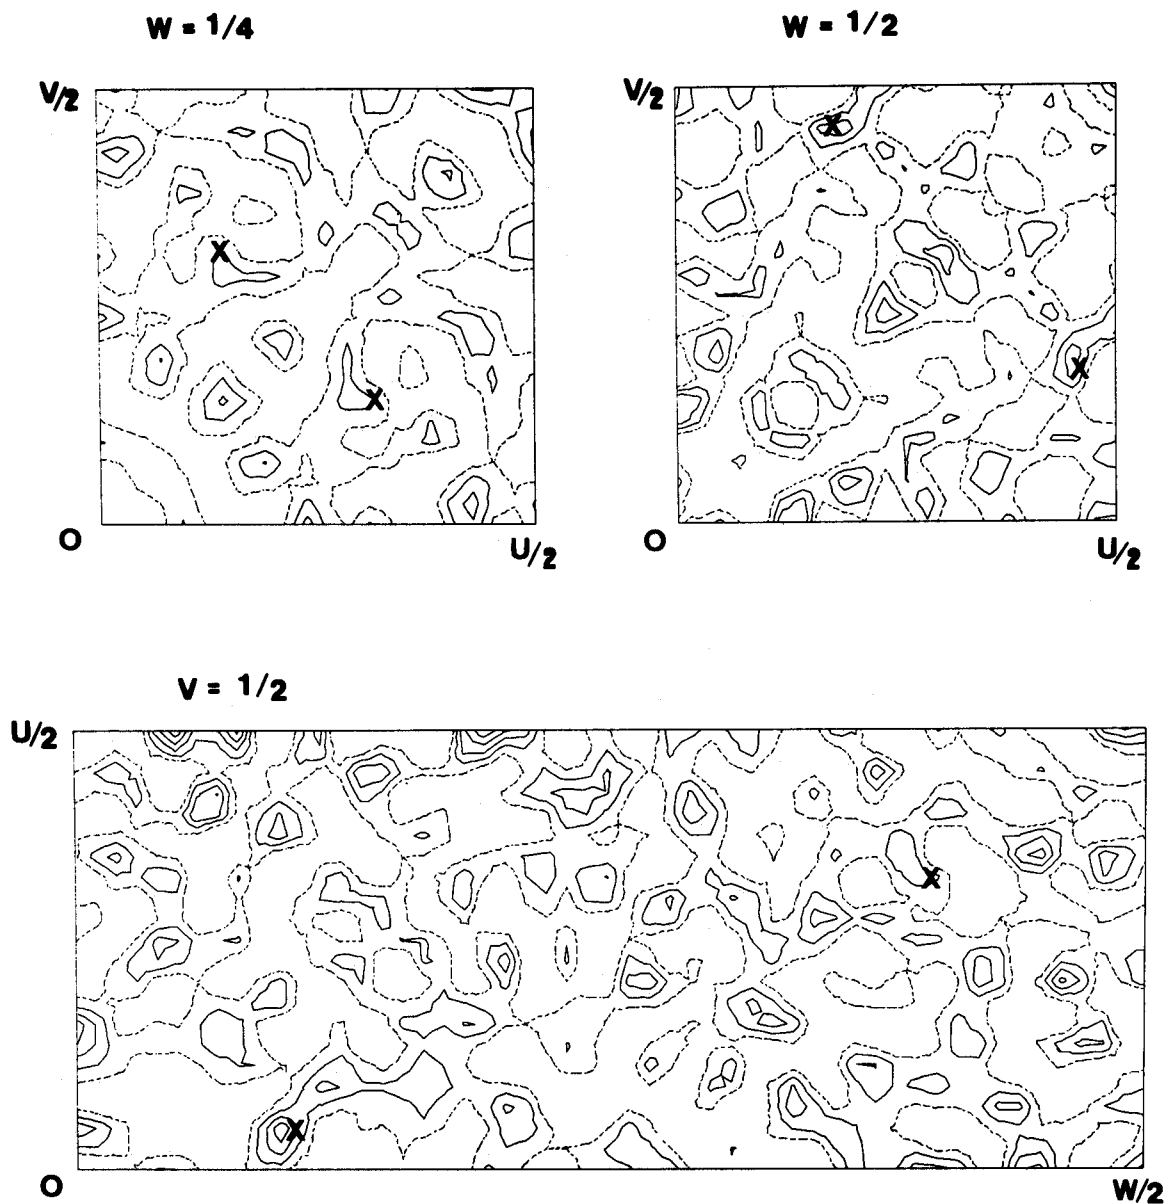 W = 1/4
W = 1/2
V/2
V/2
X
X
X
X
O
U/2
O
U/2
V = 1/2
U/2
X
X
O
W/2